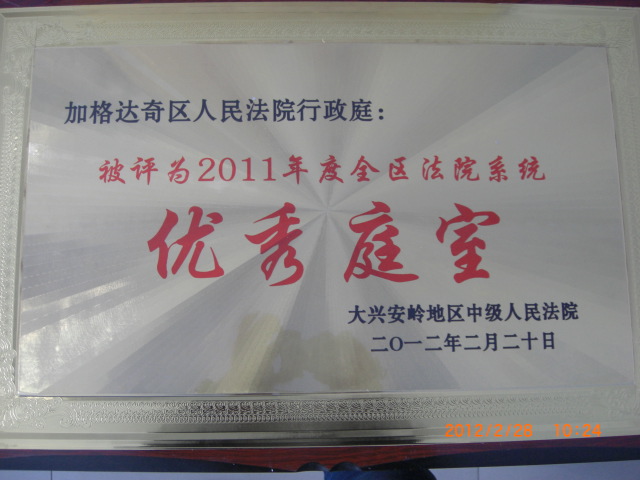 加格达奇区人民法院行政庭：
被评为2011年度全区法院系统
优秀庭室
大兴安岭地区中级人民法院
二〇一二年二月二十日
2012/2/29 10:24